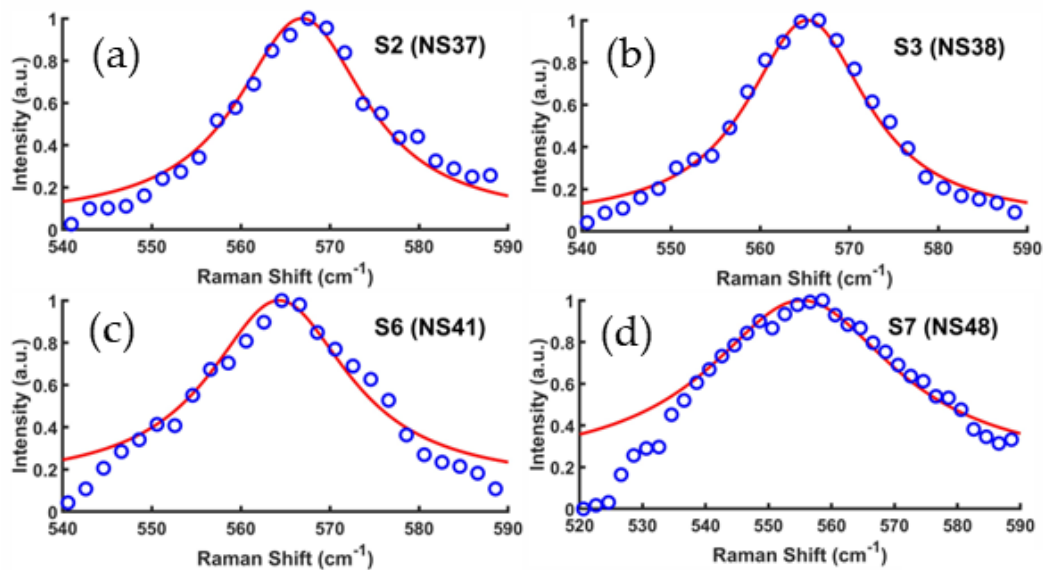 (a)
S2 (NS37)
Intensity (a.u.)
1
0.8
0.6
0.4
0.2
0
540 550 560 570 580 590
Raman Shift (cm-1)
(b)
S3 (NS38)
Intensity (a.u.)
1
0.8
0.6
0.4
0.2
0
540 550 560 570 580 590
Raman Shift (cm-1)
(c)
S6 (NS41)
Intensity (a.u.)
1
0.8
0.6
0.4
0.2
0
540 550 560 570 580 590
Raman Shift (cm-1)
(d)
S7 (NS48)
Intensity (a.u.)
1
0.8
0.6
0.4
0.2
0
520 530 540 550 560 570 580 590
Raman Shift (cm-1)